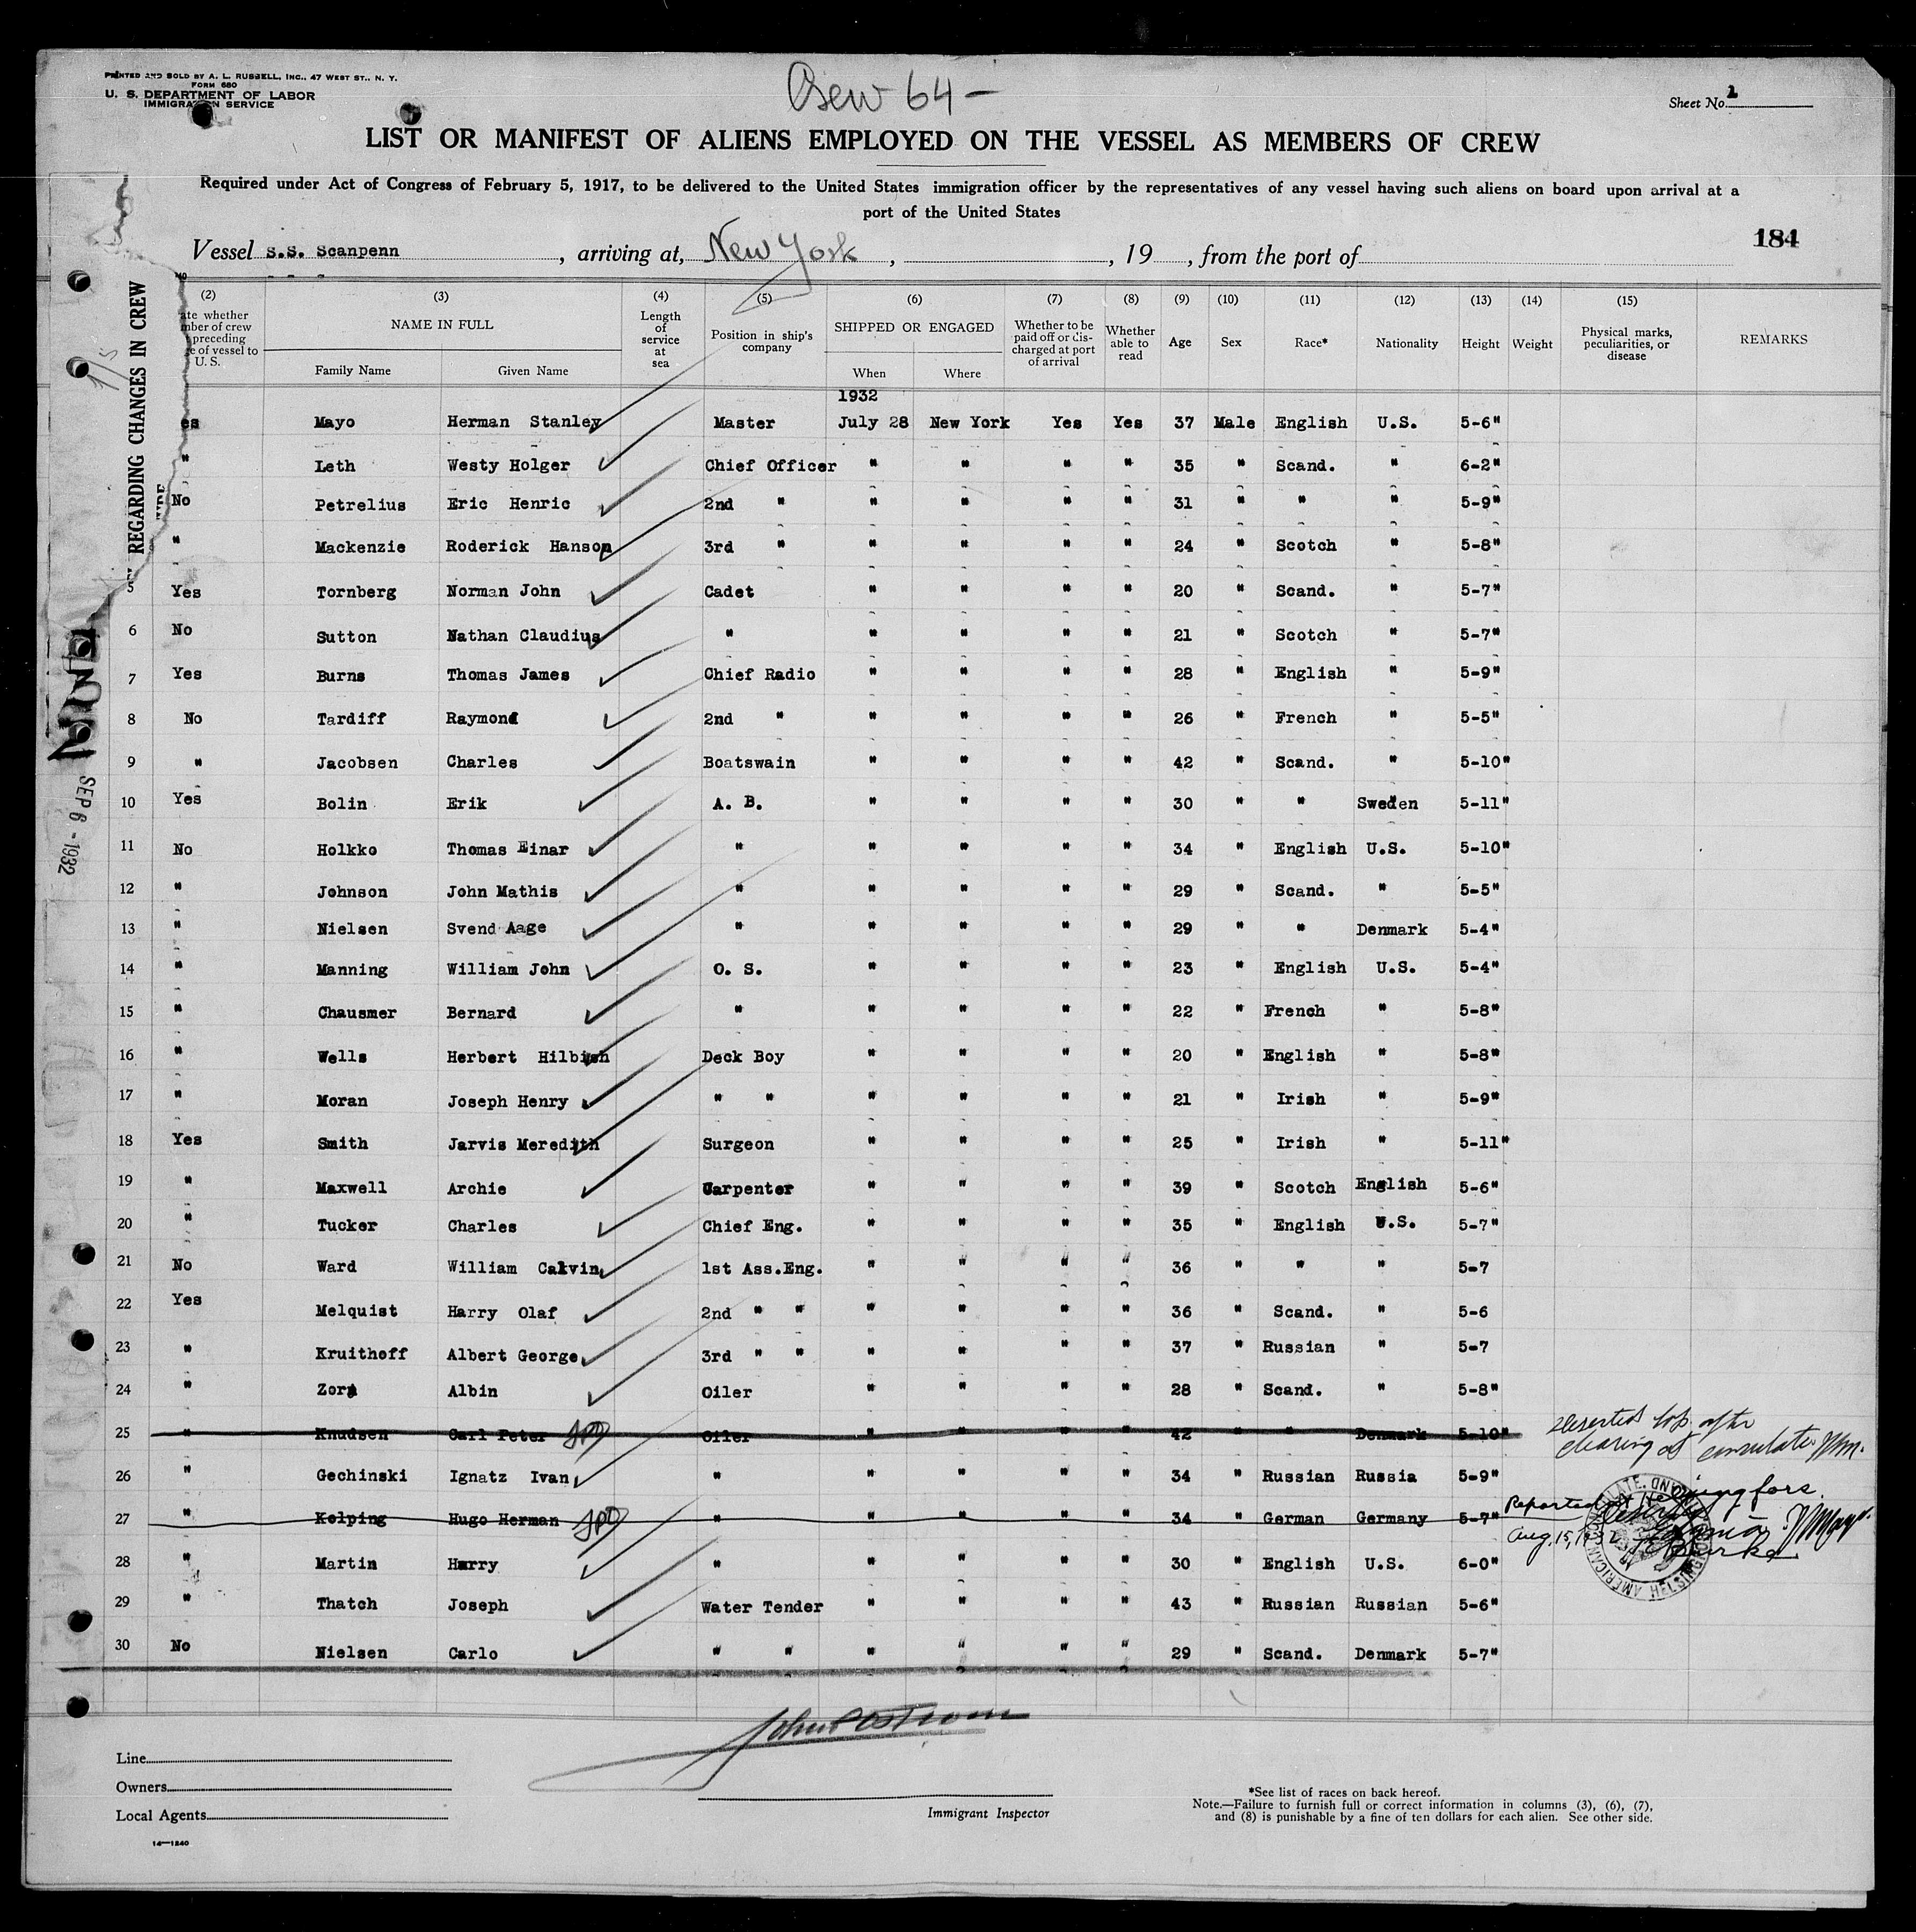 PRINTED AND SOLD BY A. L. RUSSELL, INC., 47 WEST ST., N. Y.
FORM 680
U. S. DEPARTMENT OF LABOR
IMMIGRATION SERVICE
Crew 64 —
Sheet No. 1
LIST OR MANIFEST OF ALIENS EMPLOYED ON THE VESSEL AS MEMBERS OF CREW
Required under Act of Congress of February 5, 1917, to be delivered to the United States immigration officer by the representatives of any vessel having such aliens on board upon arrival at a
port of the United States
184
Vessel S.S. Scanpenn, arriving at, New York, , 19 , from the port of
REGARDING CHANGES IN CREW
SEP 6 - 1932
(2) (3) (4) (5) (6) (7) (8) (9) (10) (11) (12) (13) (14) (15)
ate whether mber of crew preceding e of vessel to U. S.
NAME IN FULL
Family Name Given Name
Length of service at sea
Position in ship's company
SHIPPED OR ENGAGED
When Where
Whether to be paid off or discharged at port of arrival
Whether able to read
Age Sex Race* Nationality Height Weight
Physical marks, peculiarities, or disease
REMARKS
1932
es Mayo Herman Stanley Master July 28 New York Yes Yes 37 Male English U.S. 5-6"
" Leth Westy Holger Chief Officer " " " " 35 " Scand. " 6-2"
No Petrelius Eric Henric 2nd " " " " " 31 " " " 5-9"
" Mackenzie Roderick Hanson 3rd " " " " " 24 " Scotch " 5-8"
5 Yes Tornberg Norman John Cadet " " " " 20 " Scand. " 5-7"
6 No Sutton Nathan Claudius " " " " " 21 " Scotch " 5-7"
7 Yes Burns Thomas James Chief Radio " " " " 28 " English " 5-9"
8 No Tardiff Raymond 2nd " " " " " 26 " French " 5-5"
9 " Jacobsen Charles Boatswain " " " " 42 " Scand. " 5-10"
10 Yes Bolin Erik A. B. " " " " 30 " " Sweden 5-11"
11 No Holkko Thomas Einar " " " " " 34 " English U.S. 5-10"
12 " Johnson John Mathis " " " " " 29 " Scand. " 5-5"
13 " Nielsen Svend Aage " " " " " 29 " " Denmark 5-4"
14 " Manning William John O. S. " " " " 23 " English U.S. 5-4"
15 " Chausmer Bernard " " " " " 22 " French " 5-8"
16 " Wells Herbert Hilbish Deck Boy " " " " 20 " English " 5-8"
17 " Moran Joseph Henry " " " " " " 21 " Irish " 5-9"
18 Yes Smith Jarvis Meredith Surgeon " " " " 25 " Irish " 5-11"
19 " Maxwell Archie Carpenter " " " " 39 " Scotch English 5-6"
20 " Tucker Charles Chief Eng. " " " " 35 " English U.S. 5-7"
21 No Ward William Calvin 1st Ass.Eng. " " " " 36 " " " 5-7
22 Yes Melquist Harry Olaf 2nd " " " " " " 36 " Scand. " 5-6
23 " Kruithoff Albert George 3rd " " " " " " 37 " Russian " 5-7
24 " Zora Albin Oiler " " " " 28 " Scand. " 5-8"
25 " Knudsen Carl Peter Oiler " " " " 42 " " Denmark 5-10" Deserted after clearing at consulate
26 " Gechinski Ignatz Ivan " " " " " 34 " Russian Russia 5-9"
27 " Kelping Hugo Herman " " " " " 34 " German Germany 5-7" Reported at Helsingfors Aug. 15,
28 " Martin Harry " " " " " 30 " English U.S. 6-0"
29 " Thatch Joseph Water Tender " " " " 43 " Russian Russian 5-6"
30 No Nielsen Carlo " " " " " " 29 " Scand. Denmark 5-7"
AMERICAN CONSULATE HELSINGFORS
Line
Owners
Local Agents
Immigrant Inspector
*See list of races on back hereof.
Note.—Failure to furnish full or correct information in columns (3), (6), (7),
and (8) is punishable by a fine of ten dollars for each alien. See other side.
14—1240